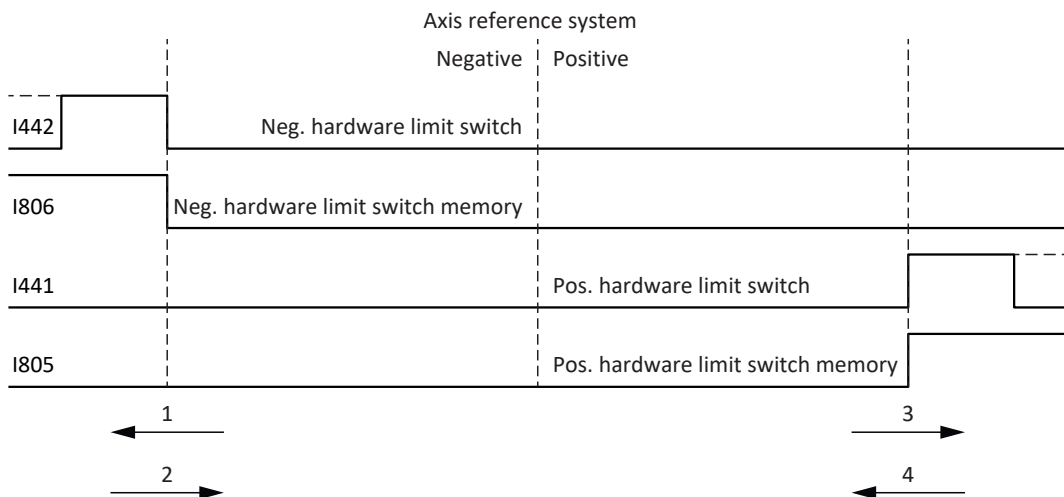 Axis reference system
Negative Positive
I442 Neg. hardware limit switch
I806 Neg. hardware limit switch memory
I441 Pos. hardware limit switch
I805 Pos. hardware limit switch memory
1 3
2 4